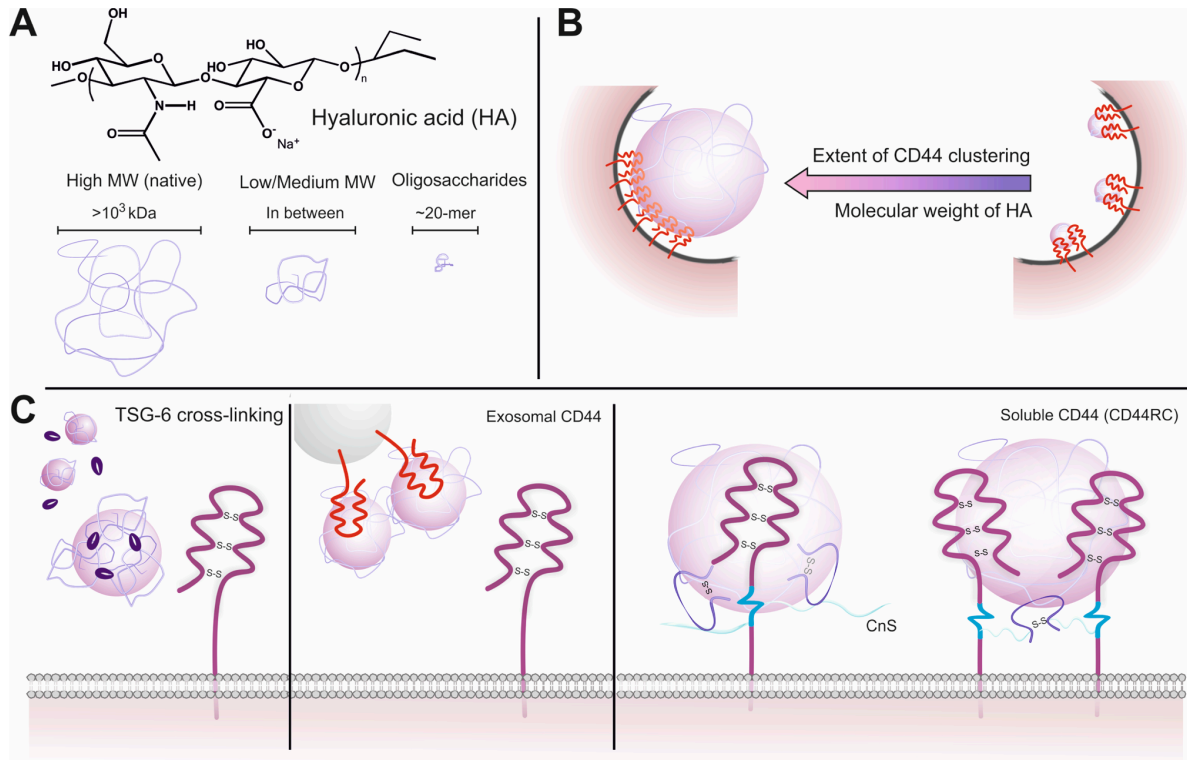 A
OH
HO
O
O
N
H
O
HO
HO
O
O
O
O
O⁻
Na⁺
O
n
Hyaluronic acid (HA)
High MW (native)
Low/Medium MW
Oligosaccharides
>10³ kDa
In between
~20-mer
B
Extent of CD44 clustering
Molecular weight of HA
C
TSG-6 cross-linking
S-S
S-S
S-S
Exosomal CD44
S-S
S-S
S-S
Soluble CD44 (CD44RC)
S-S
S-S
S-S
S-S
S-S
CnS
S-S
S-S
S-S
S-S
S-S
S-S
S-S